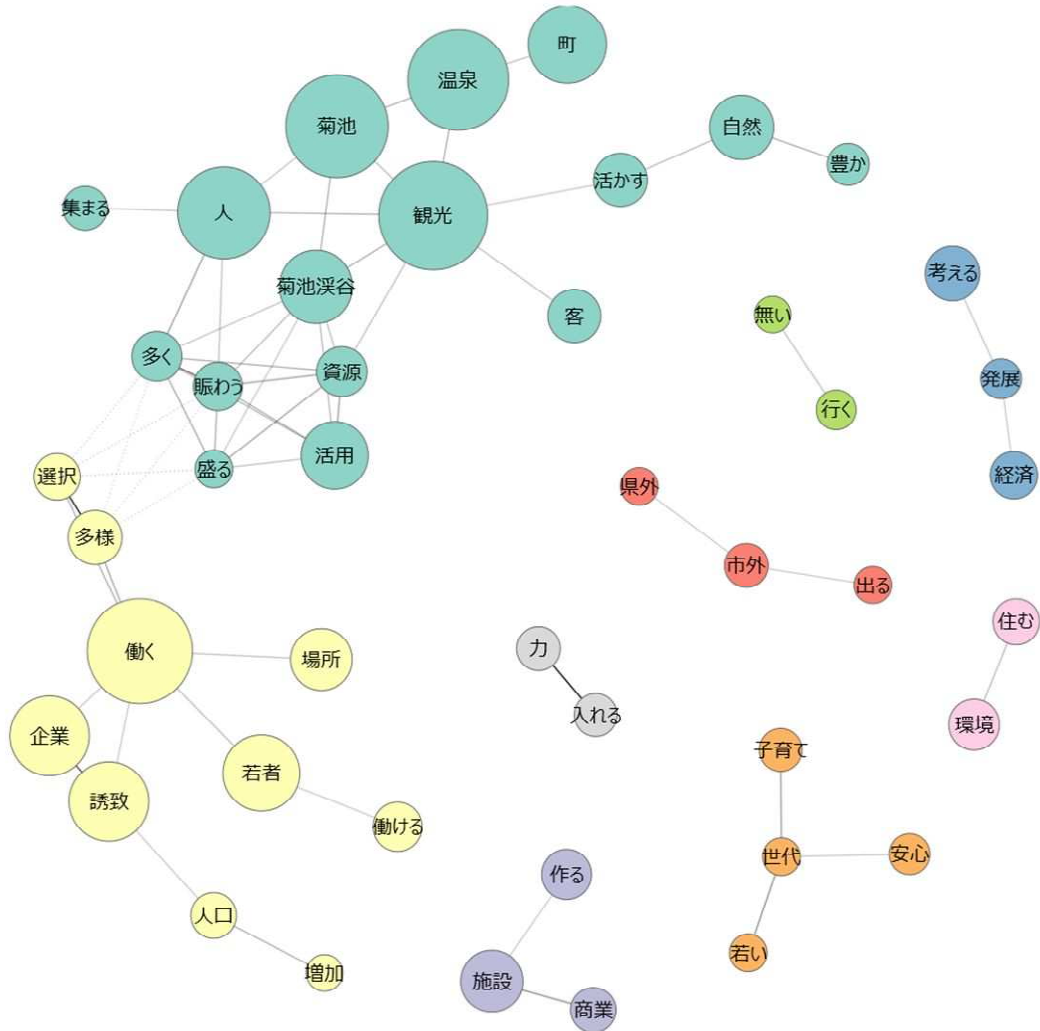 町
温泉
菊池
自然
豊か
活かす
集まる
人
観光
考える
菊池渓谷
客
無い
多く
賑わう
資源
発展
行く
盛る
活用
選択
県外
経済
多様
市外
出る
住む
働く
場所
力
入れる
環境
企業
誘致
若者
子育て
働ける
世代
安心
作る
人口
若い
増加
施設
商業